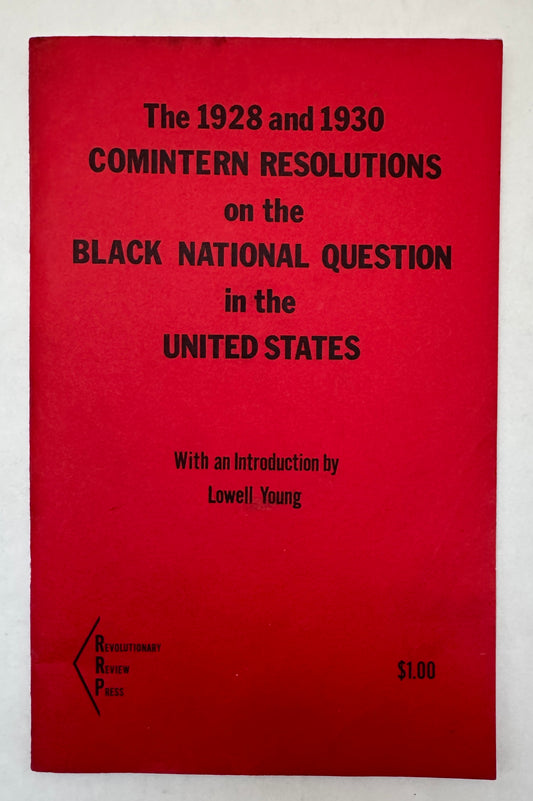 The 1928 and 1930
COMINTERN RESOLUTIONS
on the
BLACK NATIONAL QUESTION
in the
UNITED STATES
With an Introduction by
Lowell Young
REVOLUTIONARY
REVIEW
PRESS
$1.00